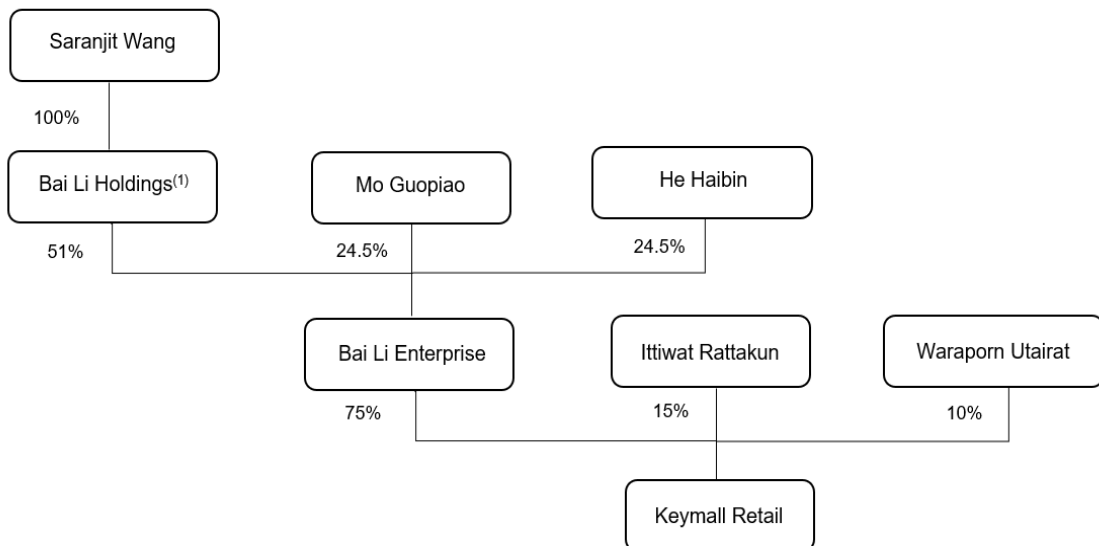 Saranjit Wang
100%
Bai Li Holdings(1)
Mo Guopiao
He Haibin
51%
24.5%
24.5%
Bai Li Enterprise
Ittiwat Rattakun
Waraporn Utairat
75%
15%
10%
Keymall Retail